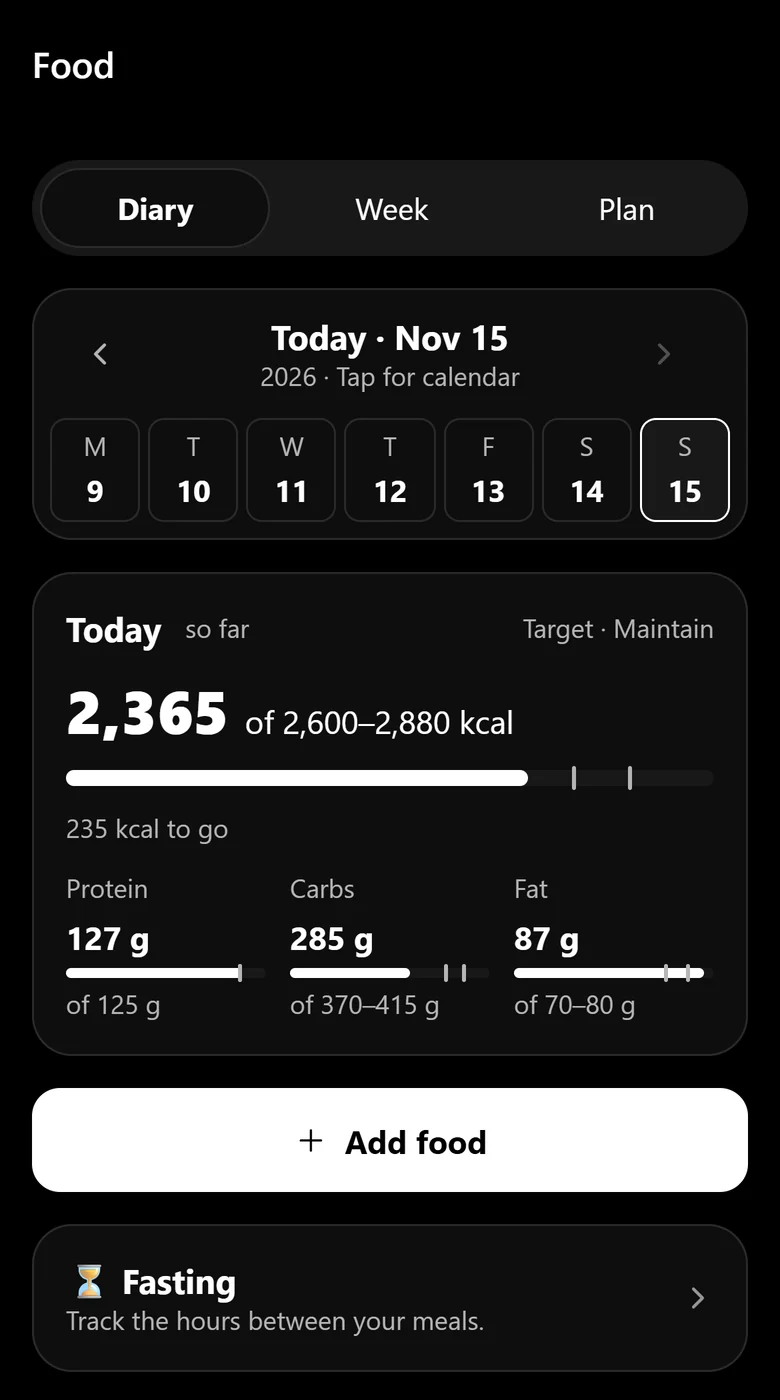 Food
Diary Week Plan
Today · Nov 15
2026 · Tap for calendar
M T W T F S S
9 10 11 12 13 14 15
Today so far Target · Maintain
2,365 of 2,600–2,880 kcal
235 kcal to go
Protein Carbs Fat
127 g 285 g 87 g
of 125 g of 370–415 g of 70–80 g
+ Add food
Fasting
Track the hours between your meals.